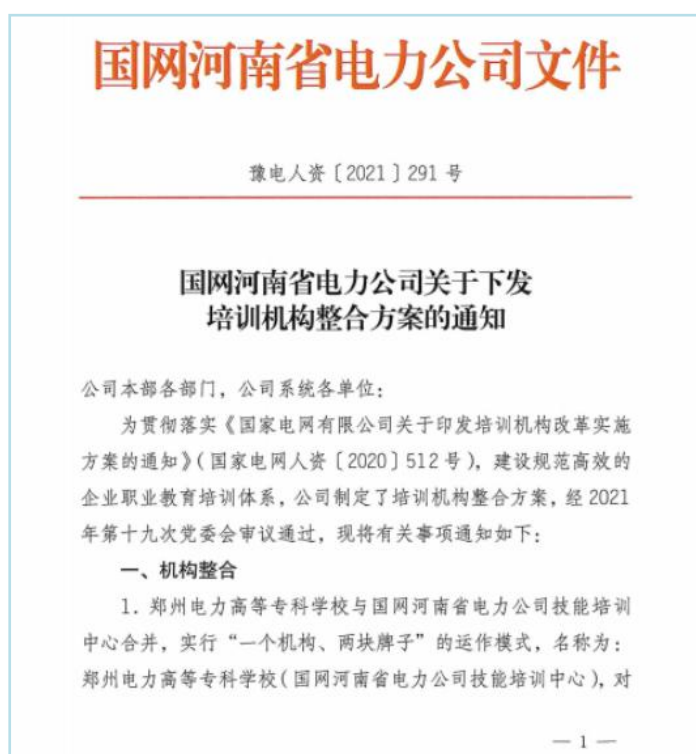 国网河南省电力公司文件
豫电人资〔2021〕291 号
国网河南省电力公司关于下发
培训机构整合方案的通知
公司本部各部门，公司系统各单位：
为贯彻落实《国家电网有限公司关于印发培训机构改革实施
方案的通知》（国家电网人资〔2020〕512 号），建设规范高效的
企业职业教育培训体系，公司制定了培训机构整合方案，经 2021
年第十九次党委会审议通过，现将有关事项通知如下：
一、机构整合
1. 郑州电力高等专科学校与国网河南省电力公司技能培训
中心合并，实行“一个机构、两块牌子”的运作模式，名称为：
郑州电力高等专科学校（国网河南省电力公司技能培训中心），对
— 1 —